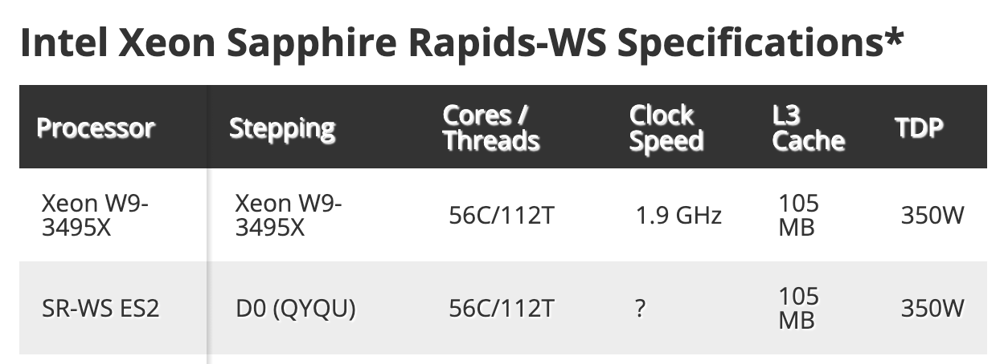 Intel Xeon Sapphire Rapids-WS Specifications*
Processor Stepping Cores / Threads Clock Speed L3 Cache TDP
Xeon W9-3495X Xeon W9-3495X 56C/112T 1.9 GHz 105 MB 350W
SR-WS ES2 D0 (QYQU) 56C/112T ? 105 MB 350W